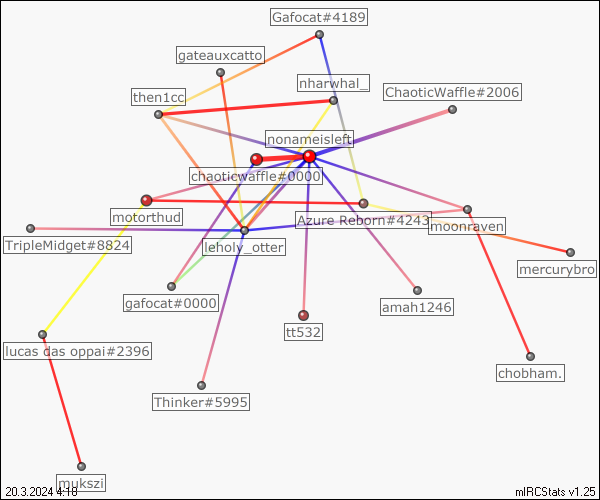 Gafocat#4189
gateauxcatto
nharwhal_
ChaoticWaffle#2006
then1cc
nonameisleft
chaoticwaffle#0000
motorthud
Azure Reborn#4243
moonraven
TripleMidget#8824
leholy_otter
mercurybro
gafocat#0000
amah1246
tt532
lucas das oppai#2396
chobham.
Thinker#5995
mukszi
20.3.2024 4:18
mIRCStats v1.25